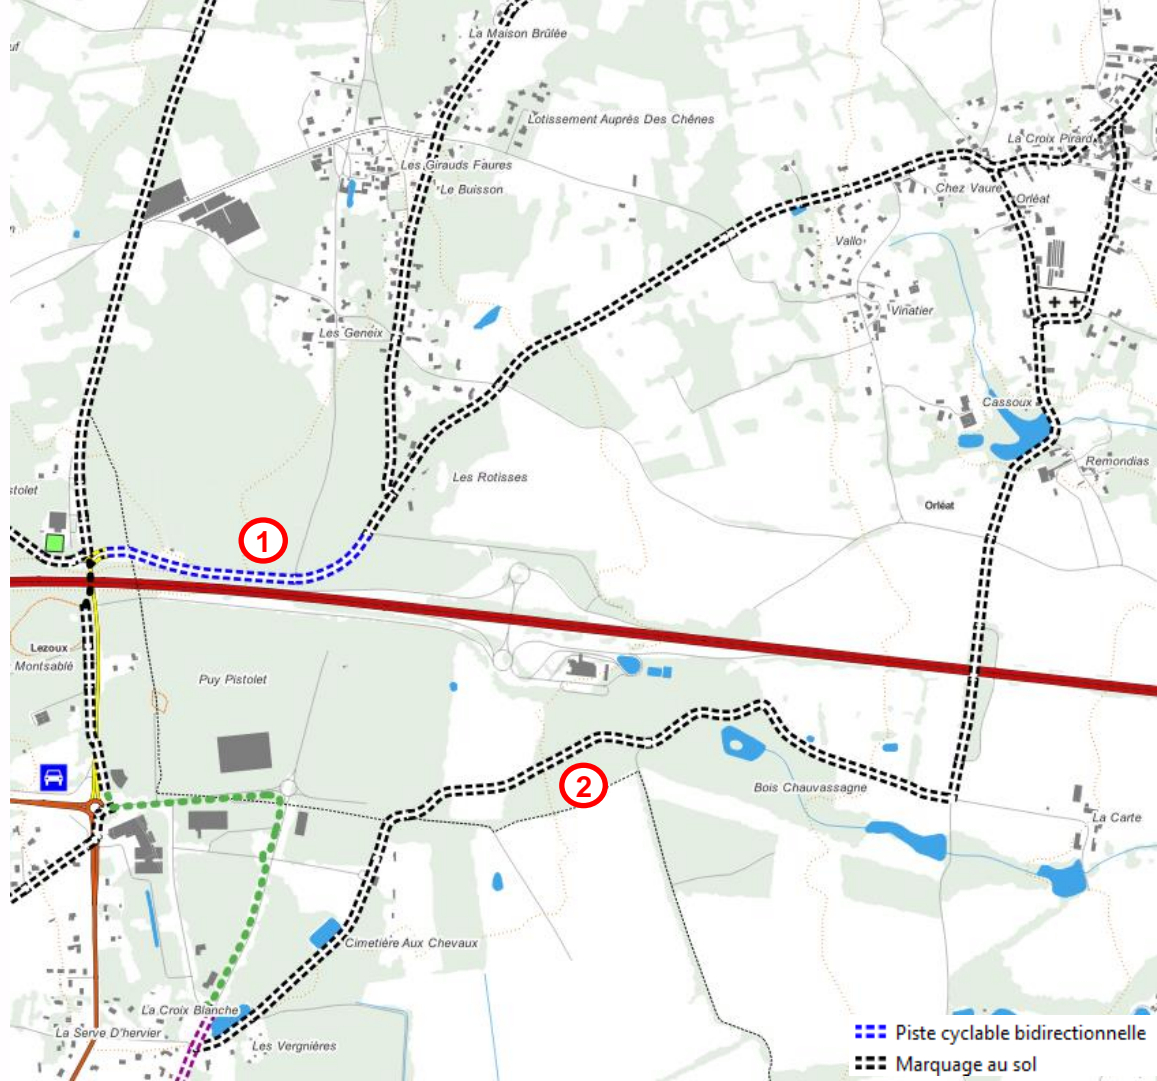 La Maison Brûlée
uf
Lotissement Auprès Des Chênes
La Croix Pirard
Les Girauds Faures
Le Buisson
Chez Vaure
Orléat
n
Vallo
Vinatier
Les Geneix
Cassoux
Remondias
Les Rotisses
stolet
Orléat
1
Lezoux
Montsablé
Puy Pistolet
2
Bois Chauvassagne
La Carte
Cimetière Aux Chevaux
La Croix Blanche
La Serve D'hervier
Les Vergnières
Piste cyclable bidirectionnelle
Marquage au sol